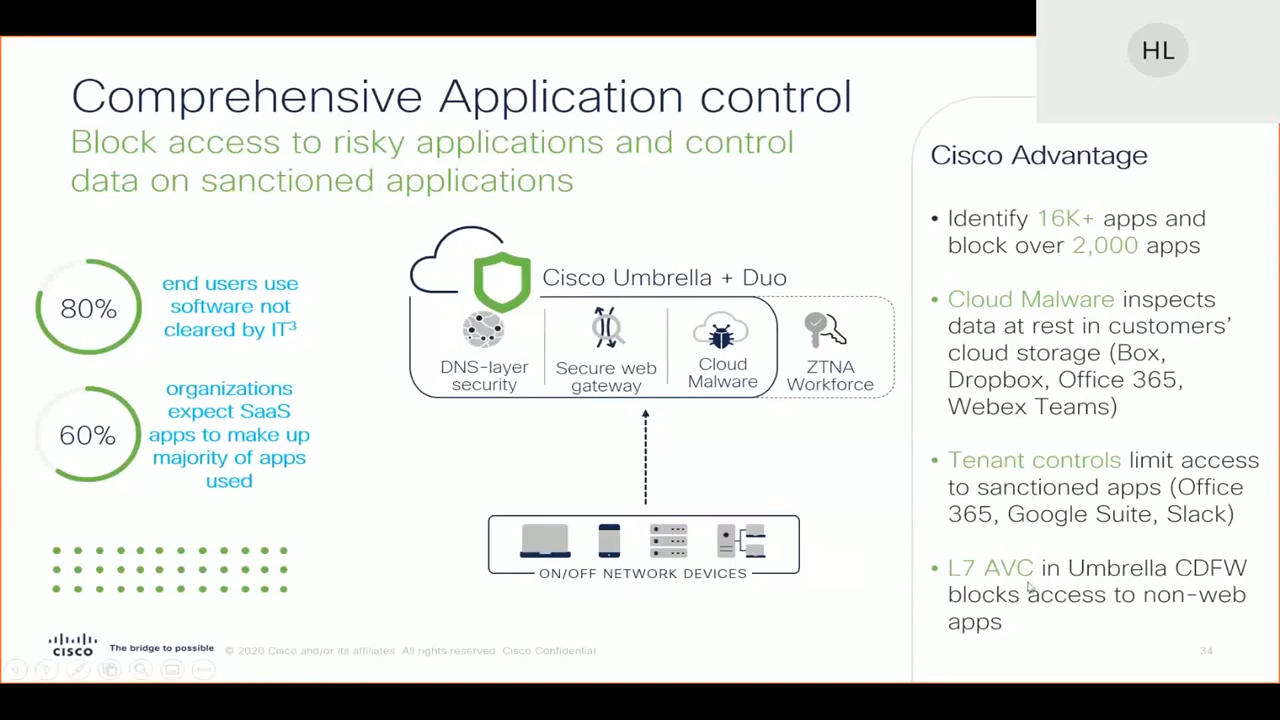 HL
Comprehensive Application control
Block access to risky applications and control
data on sanctioned applications
80%
end users use
software not
cleared by IT³
60%
organizations
expect SaaS
apps to make up
majority of apps
used
Cisco Umbrella + Duo
DNS-layer
security
Secure web
gateway
Cloud
Malware
ZTNA
Workforce
ON/OFF NETWORK DEVICES
Cisco Advantage
• Identify 16K+ apps and
block over 2,000 apps
• Cloud Malware inspects
data at rest in customers’
cloud storage (Box,
Dropbox, Office 365,
Webex Teams)
• Tenant controls limit access
to sanctioned apps (Office
365, Google Suite, Slack)
• L7 AVC in Umbrella CDFW
blocks access to non-web
apps
CISCO
The bridge to possible
© 2020 Cisco and/or its affiliates. All rights reserved. Cisco Confidential
34